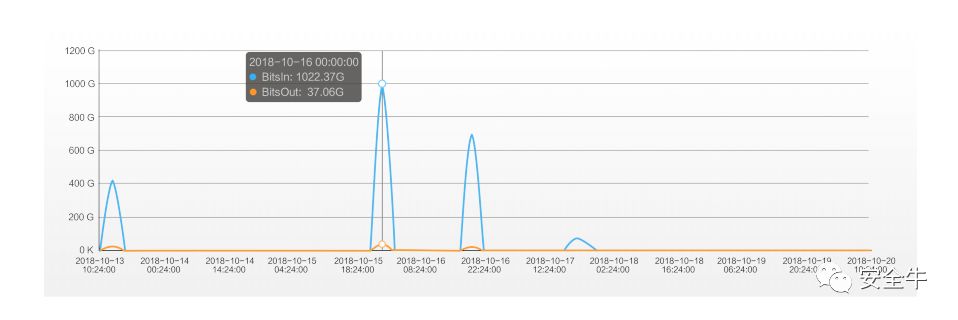 1200 G
2018-10-16 00:00:00
BitsIn: 1022.37G
BitsOut: 37.06G
1000 G
800 G
600 G
400 G
200 G
0 K
2018-10-13 10:24:00
2018-10-14 00:24:00
2018-10-14 14:24:00
2018-10-15 04:24:00
2018-10-15 18:24:00
2018-10-16 08:24:00
2018-10-16 22:24:00
2018-10-17 12:24:00
2018-10-18 02:24:00
2018-10-18 16:24:00
2018-10-19 06:24:00
2018-10-19 20:24:00
2018-10-20
安全牛